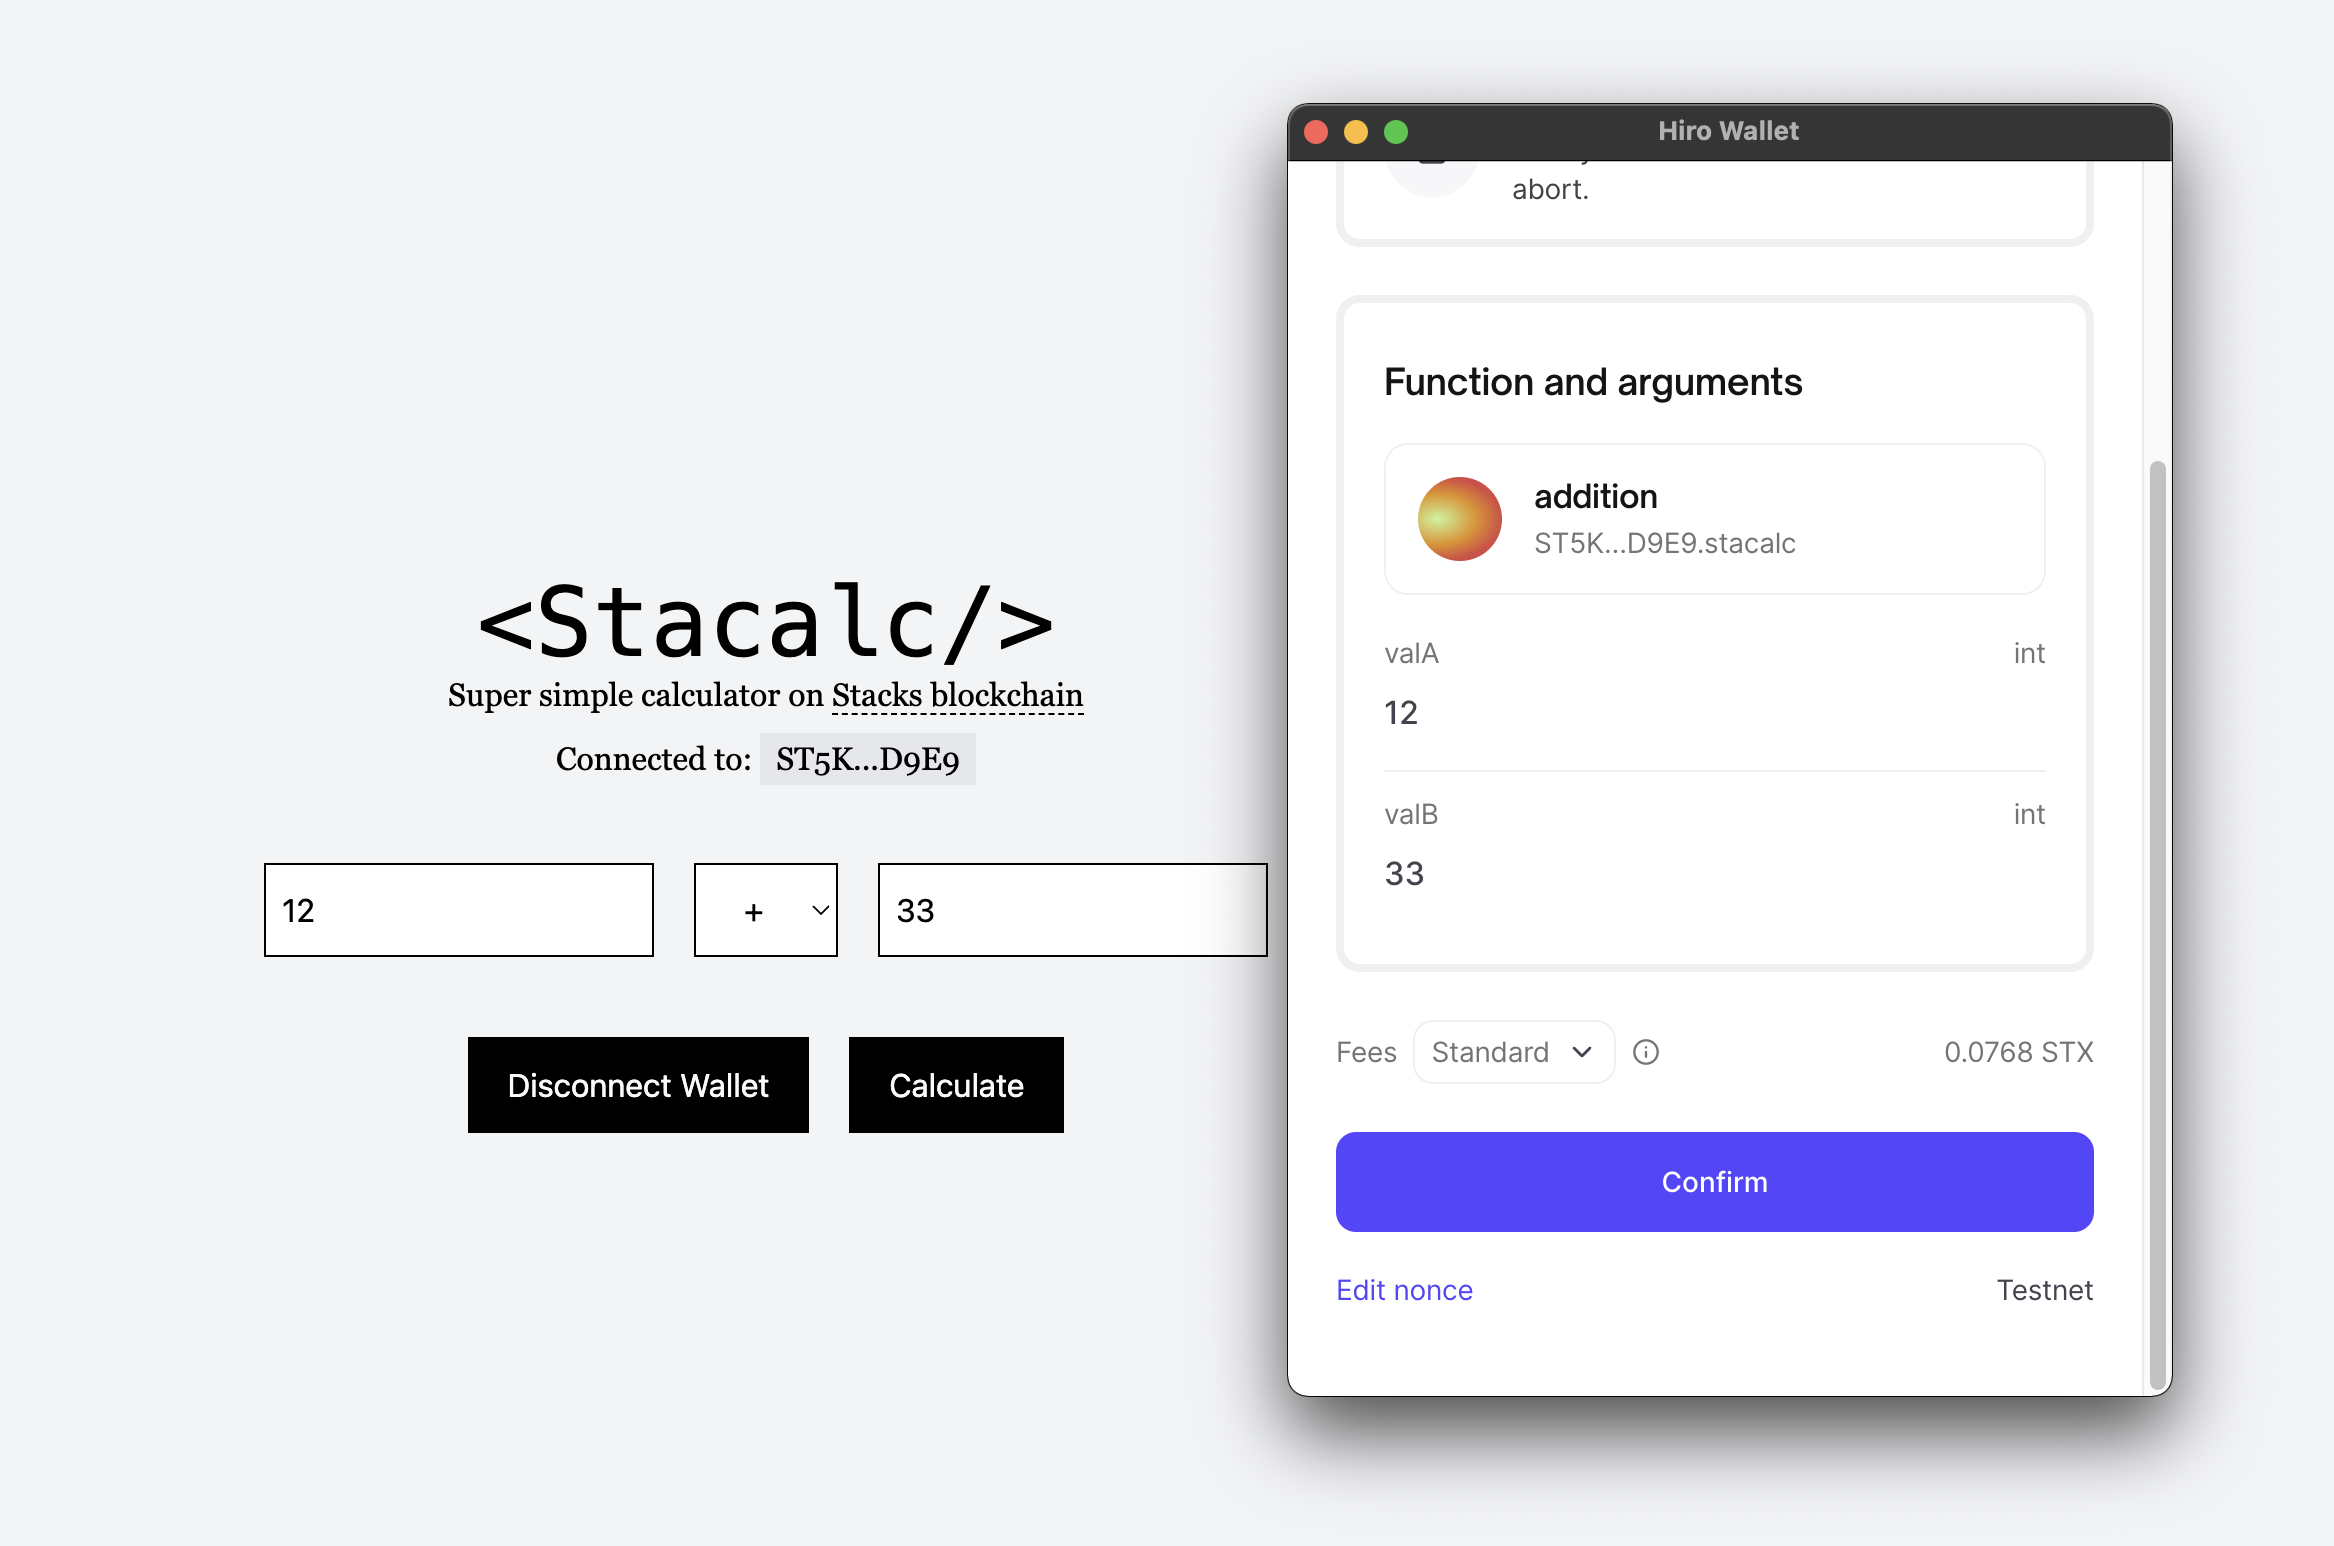 <Stacalc/>
Super simple calculator on Stacks blockchain
Connected to: ST5K...D9E9
12 + 33
Disconnect Wallet Calculate
Hiro Wallet
abort.
Function and arguments
addition
ST5K...D9E9.stacalc
valA int
12
valB int
33
Fees Standard 0.0768 STX
Confirm
Edit nonce Testnet